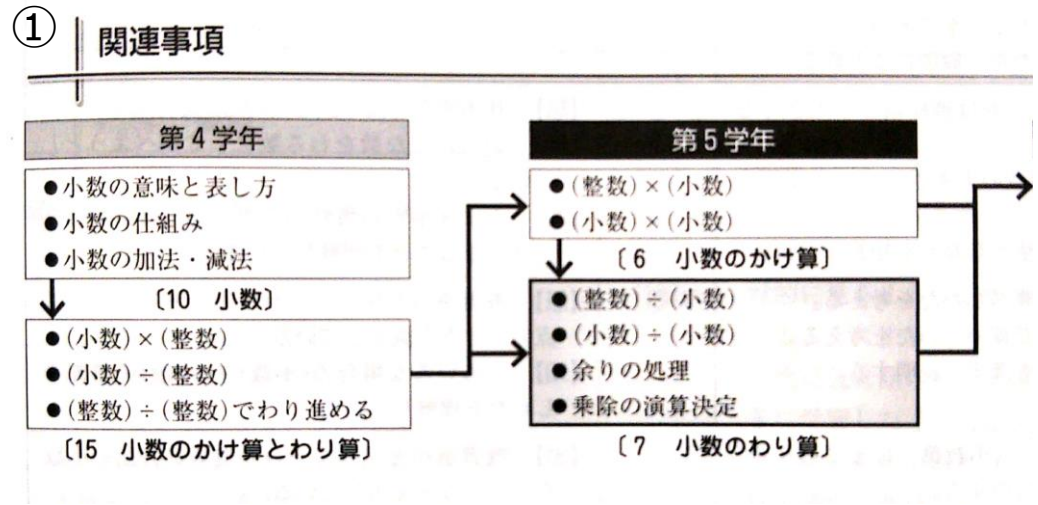 ①
関連事項
第4学年
●小数の意味と表し方
●小数の仕組み
●小数の加法・減法
〔10 小数〕
●(小数)×(整数)
●(小数)÷(整数)
●(整数)÷(整数)でわり進める
〔15 小数のかけ算とわり算〕
第5学年
●(整数)×(小数)
●(小数)×(小数)
〔6 小数のかけ算〕
●(整数)÷(小数)
●(小数)÷(小数)
●余りの処理
●乗除の演算決定
〔7 小数のわり算〕